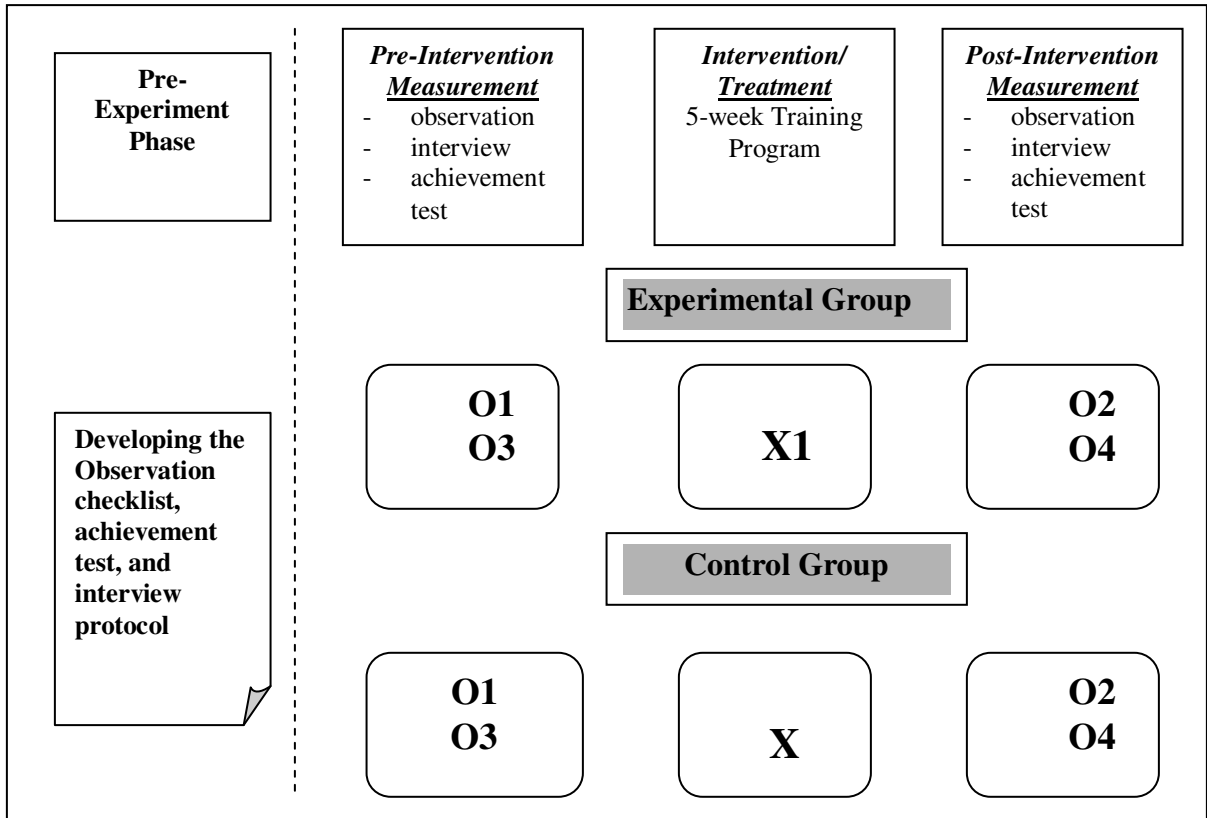 Pre-
Experiment
Phase
Pre-Intervention
Measurement
- observation
- interview
- achievement
test
Intervention/
Treatment
5-week Training
Program
Post-Intervention
Measurement
- observation
- interview
- achievement
test
Experimental Group
O1
O3
X1
O2
O4
Developing the
Observation
checklist,
achievement
test, and
interview
protocol
Control Group
O1
O3
X
O2
O4